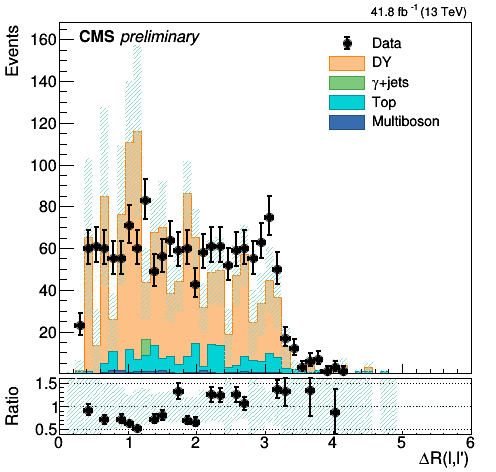 41.8 fb⁻¹ (13 TeV)
CMS preliminary
Events
Data
DY
γ+jets
Top
Multiboson
160
140
120
100
80
60
40
20
Ratio
1.5
1
0.5
0 1 2 3 4 5 6
ΔR(l,l')